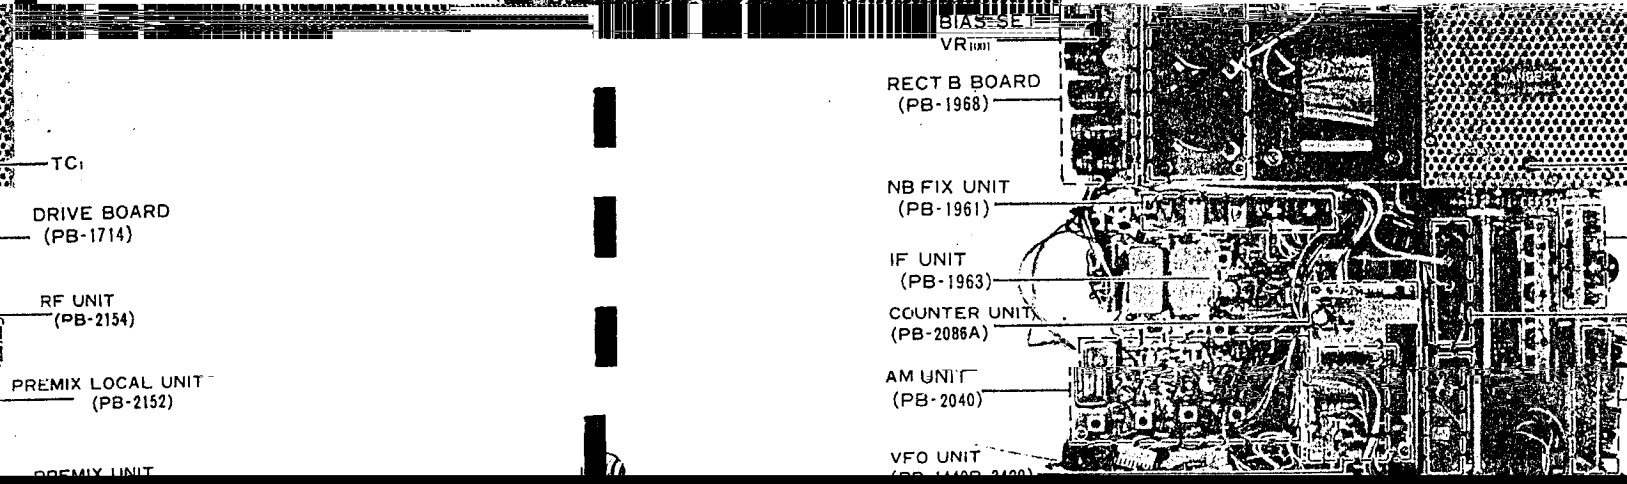 TC1
DRIVE BOARD
(PB-1714)
RF UNIT
(PB-2154)
PREMIX LOCAL UNIT
(PB-2152)
PREMIX UNIT
BIAS SET
VR1001
RECT B BOARD
(PB-1968)
NB FIX UNIT
(PB-1961)
IF UNIT
(PB-1963)
COUNTER UNIT
(PB-2086A)
AM UNIT
(PB-2040)
VFO UNIT
DANGER